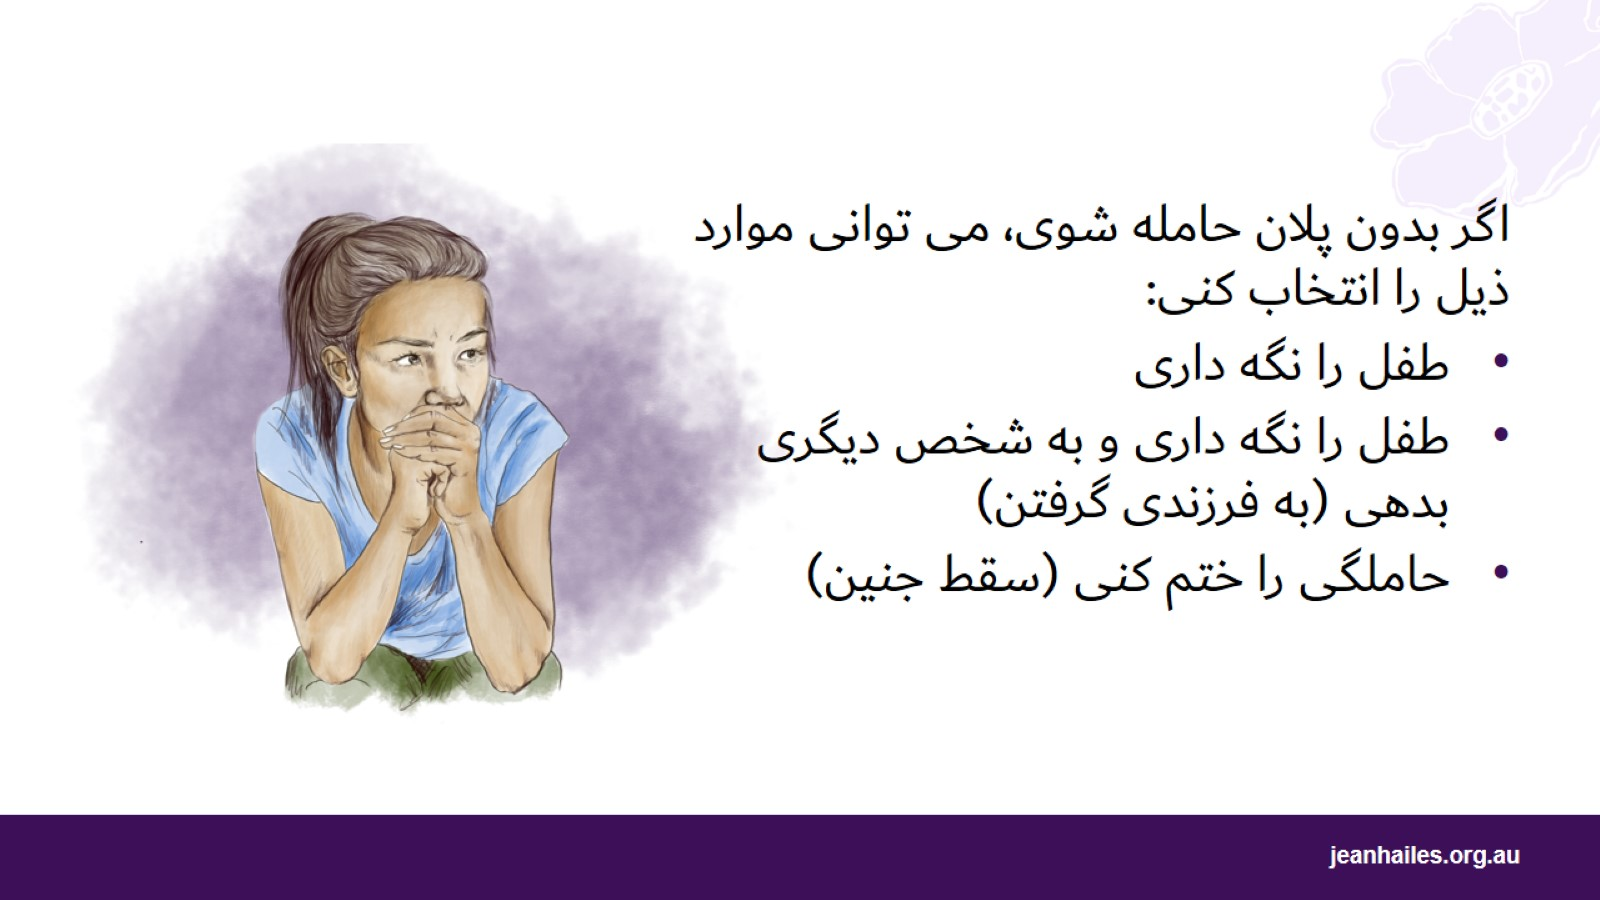 اگر بدون پلان حامله شوی، می توانی موارد
ذیل را انتخاب کنی:
• طفل را نگه داری
• طفل را نگه داری و به شخص دیگری
بدهی (به فرزندی گرفتن)
• حاملگی را ختم کنی (سقط جنین)
jeanhailes.org.au